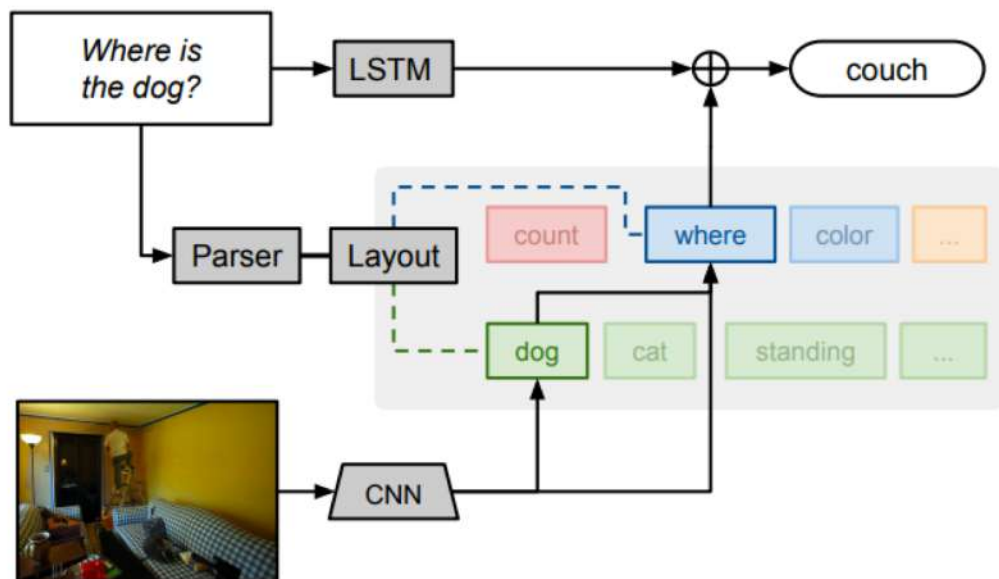 Where is
the dog?
LSTM
couch
count
where
color
...
Parser
Layout
dog
cat
standing
...
CNN